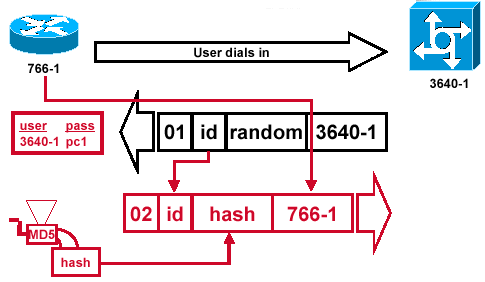 User dials in
766-1
3640-1
user pass
3640-1 pc1
01 id random 3640-1
02 id hash 766-1
MD5
hash